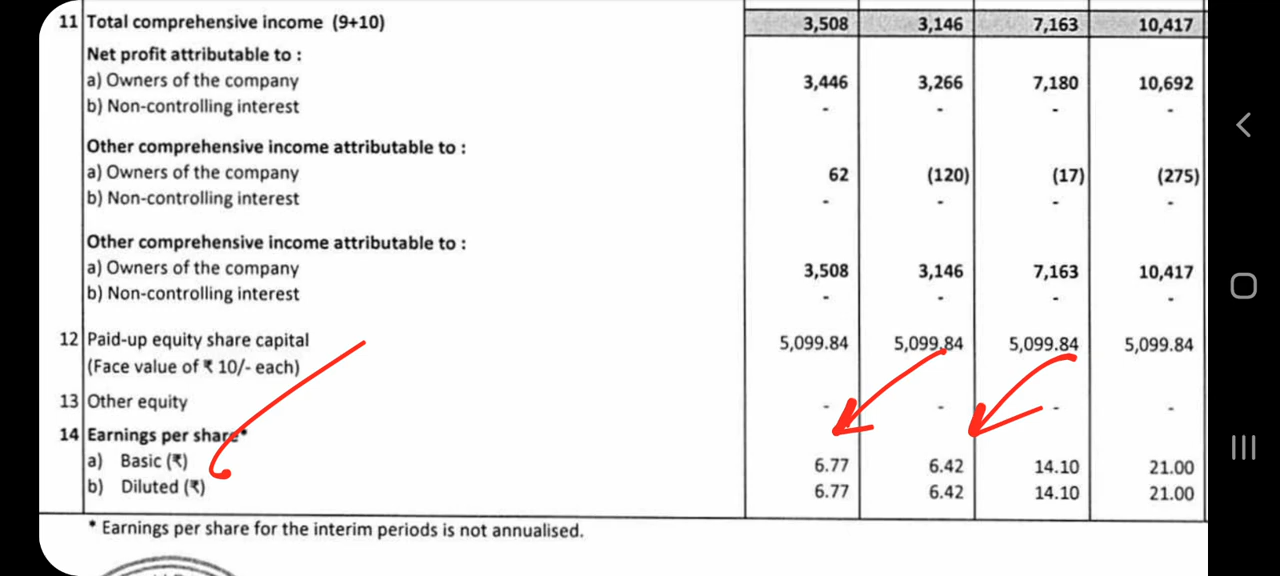 11 Total comprehensive income (9+10) 3,508 3,146 7,163 10,417
Net profit attributable to :
a) Owners of the company 3,446 3,266 7,180 10,692
b) Non-controlling interest - - - -
Other comprehensive income attributable to :
a) Owners of the company 62 (120) (17) (275)
b) Non-controlling interest - - - -
Other comprehensive income attributable to :
a) Owners of the company 3,508 3,146 7,163 10,417
b) Non-controlling interest - - - -
12 Paid-up equity share capital 5,099.84 5,099.84 5,099.84 5,099.84
(Face value of ₹ 10/- each)
13 Other equity - - - -
14 Earnings per share*
a) Basic (₹) 6.77 6.42 14.10 21.00
b) Diluted (₹) 6.77 6.42 14.10 21.00
* Earnings per share for the interim periods is not annualised.